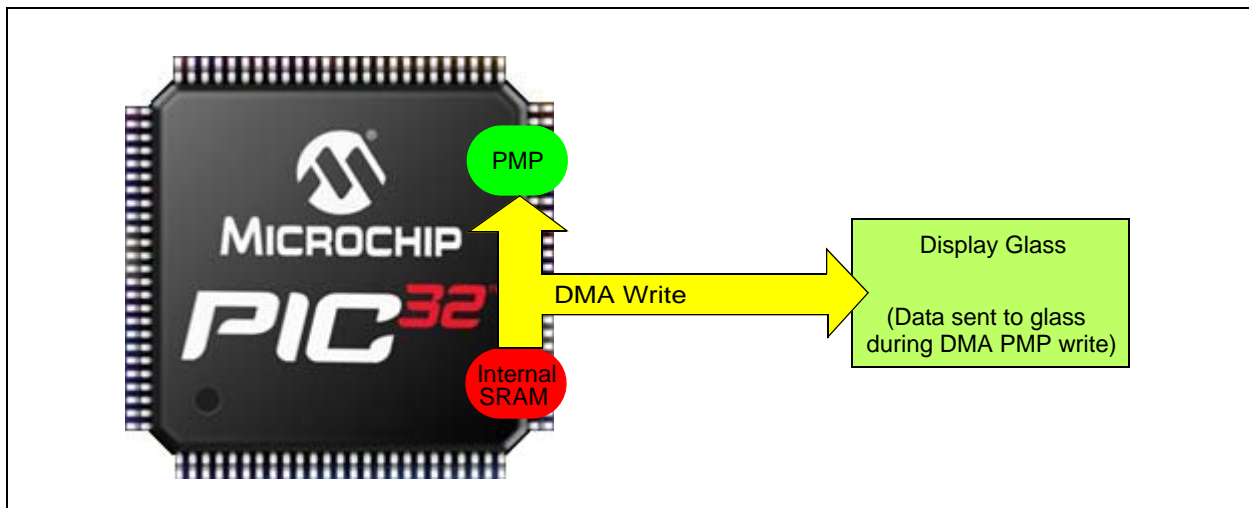 PMP
MICROCHIP
PIC32
Internal
SRAM
DMA Write
Display Glass
(Data sent to glass
during DMA PMP write)